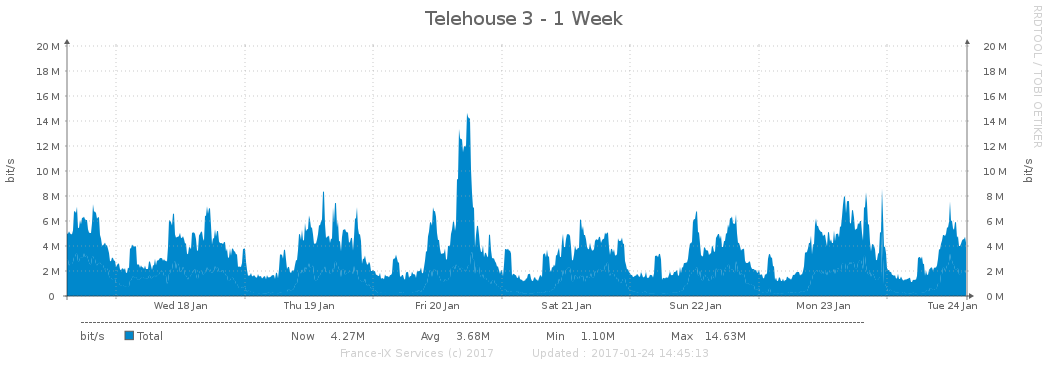 Telehouse 3 - 1 Week
RRDTOOL / TOBI OETIKER
20 M 20 M
18 M 18 M
16 M 16 M
14 M 14 M
12 M 12 M
10 M 10 M
8 M 8 M
6 M 6 M
4 M 4 M
2 M 2 M
0 0 M
bit/s bit/s
Wed 18 Jan Thu 19 Jan Fri 20 Jan Sat 21 Jan Sun 22 Jan Mon 23 Jan Tue 24 Jan
bit/s Total Now 4.27M Avg 3.68M Min 1.10M Max 14.63M
France-IX Services (c) 2017 Updated : 2017-01-24 14:45:13